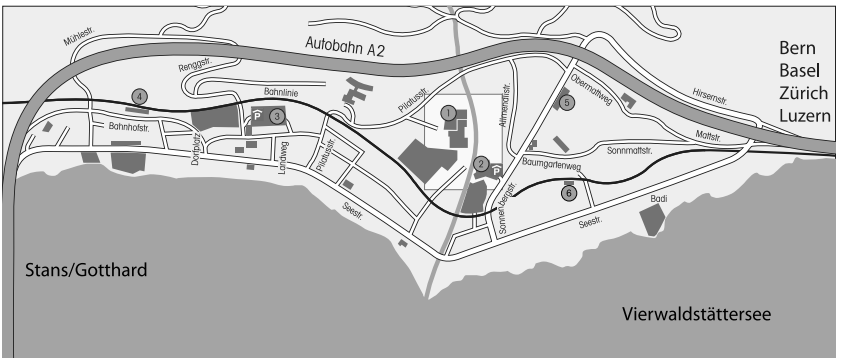 Mühlestr.
Autobahn A2
Bern
Basel
Zürich
Luzern
Renggstr.
Bahnlinie
Pilatusstr.
Allmendlistr.
Obermattweg
Hirsernstr.
4
P
3
1
5
Bahnhofstr.
Dorfplatz
Landweg
Pilatusstr.
Mattstr.
Sonnmattstr.
Baumgartenweg
2
P
6
Sonnenbergstr.
Seestr.
Seestr.
Badi
Stans/Gotthard
Vierwaldstättersee